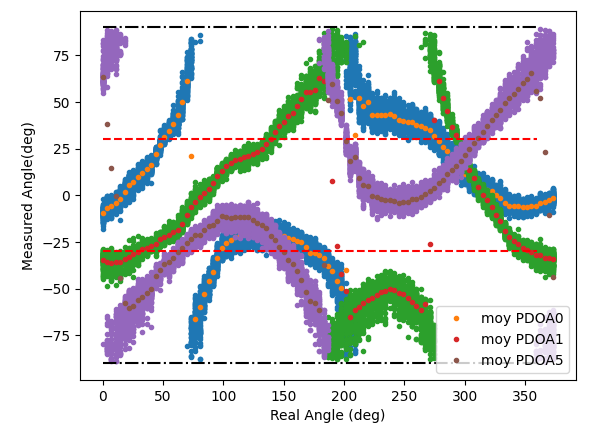 75
50
25
0
−25
−50
−75
Measured Angle(deg)
moy PDOA0
moy PDOA1
moy PDOA5
0 50 100 150 200 250 300 350
Real Angle (deg)